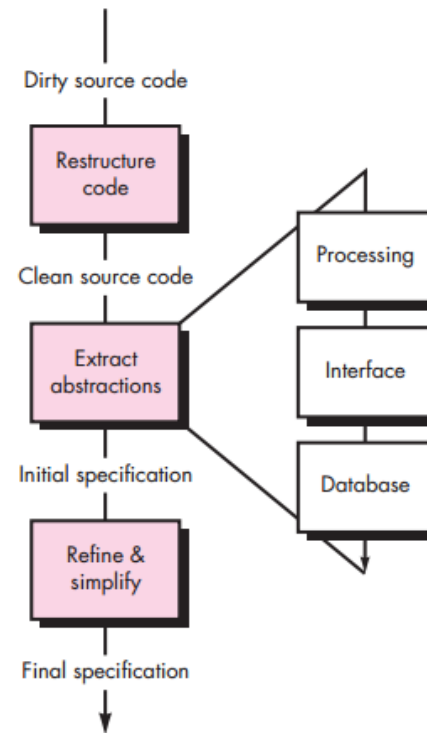 Dirty source code
Restructure
code
Clean source code
Extract
abstractions
Initial specification
Refine &
simplify
Final specification
Processing
Interface
Database